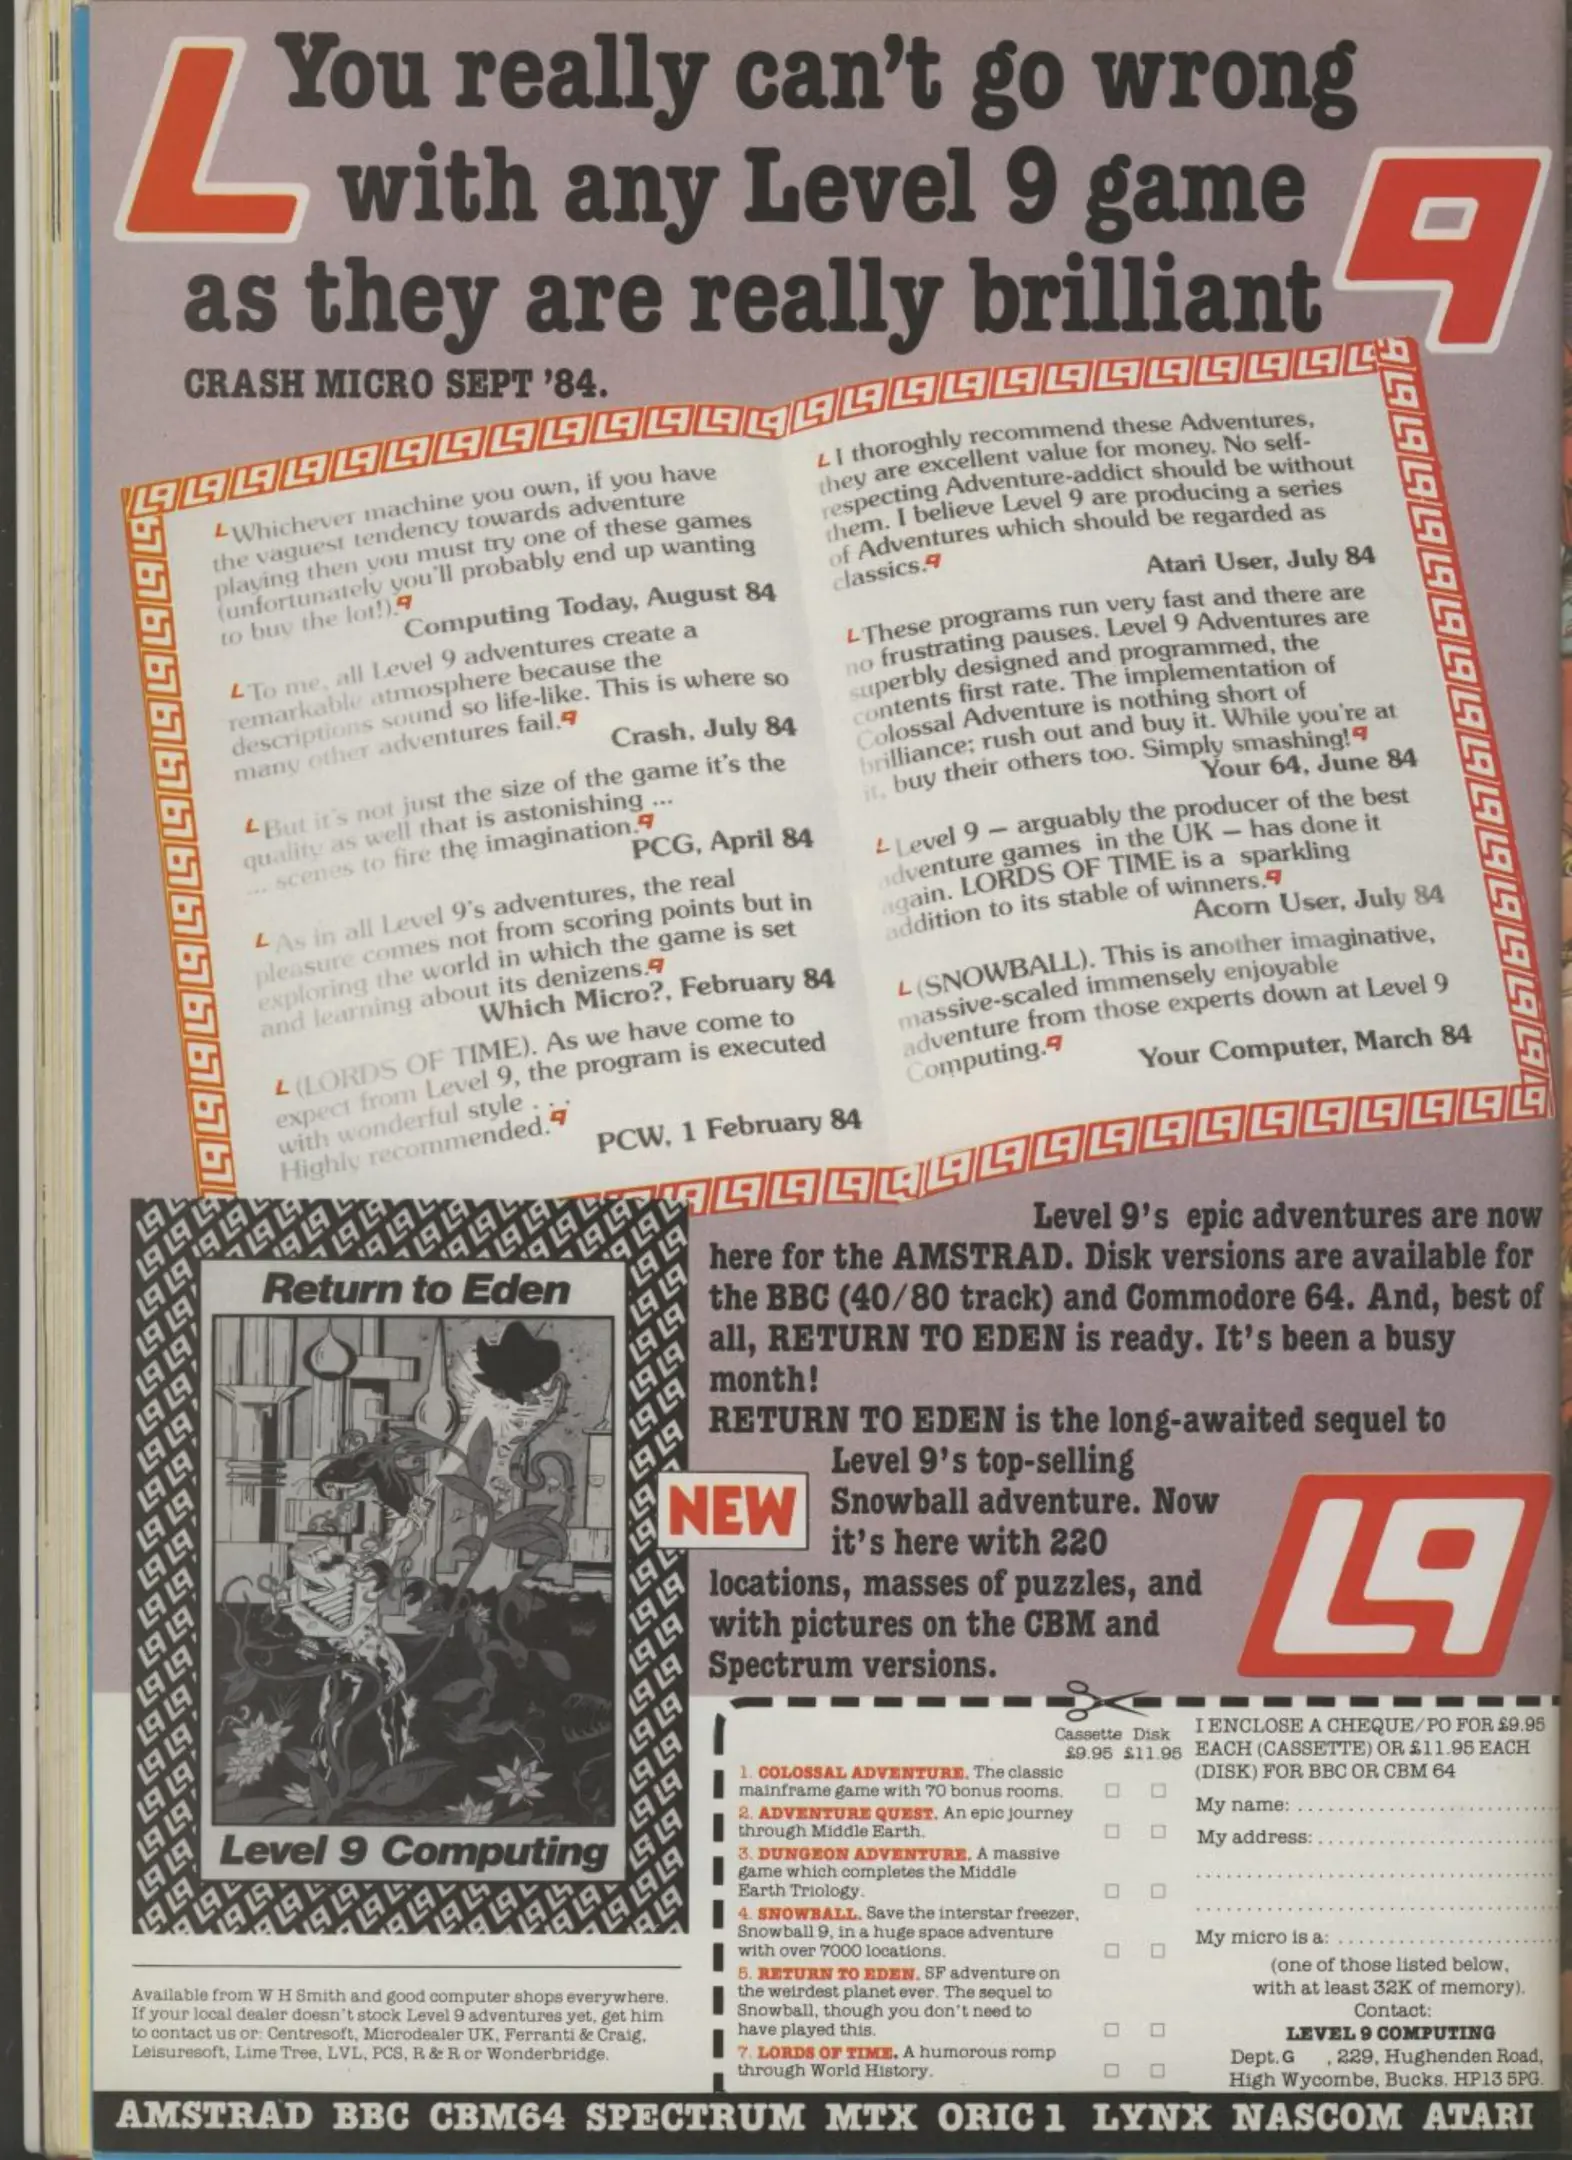 L You really can't go wrong
with any Level 9 game
as they are really brilliant 9
CRASH MICRO SEPT '84.
L Whichever machine you own, if you have
the vaguest tendency towards adventure
playing then you must try one of these games
(unfortunately you'll probably end up wanting
to buy the lot!).9
Computing Today, August 84
L To me, all Level 9 adventures create a
remarkable atmosphere because the
descriptions sound so life-like. This is where so
many other adventures fail.9
Crash, July 84
L But it's not just the size of the game it's the
quality as well that is astonishing ...
... scenes to fire the imagination.9
PCG, April 84
L As in all Level 9's adventures, the real
pleasure comes not from scoring points but in
exploring the world in which the game is set
and learning about its denizens.9
Which Micro?, February 84
L (LORDS OF TIME). As we have come to
expect from Level 9, the program is executed
with wonderful style . . .
Highly recommended.9
PCW, 1 February 84
L I thoroghly recommend these Adventures,
they are excellent value for money. No self-
respecting Adventure-addict should be without
them. I believe Level 9 are producing a series
of Adventures which should be regarded as
classics.9
Atari User, July 84
L These programs run very fast and there are
no frustrating pauses. Level 9 Adventures are
superbly designed and programmed, the
contents first rate. The implementation of
Colossal Adventure is nothing short of
brilliance; rush out and buy it. While you're at
it, buy their others too. Simply smashing!9
Your 64, June 84
L Level 9 — arguably the producer of the best
adventure games in the UK — has done it
again. LORDS OF TIME is a sparkling
addition to its stable of winners.9
Acorn User, July 84
L (SNOWBALL). This is another imaginative,
massive-scaled immensely enjoyable
adventure from those experts down at Level 9
Computing.9
Your Computer, March 84
Return to Eden
Level 9 Computing
Level 9's epic adventures are now
here for the AMSTRAD. Disk versions are available for
the BBC (40/80 track) and Commodore 64. And, best of
all, RETURN TO EDEN is ready. It's been a busy
month!
RETURN TO EDEN is the long-awaited sequel to
Level 9's top-selling
NEW
Snowball adventure. Now
it's here with 220
locations, masses of puzzles, and
with pictures on the CBM and
Spectrum versions.
L9
Available from W H Smith and good computer shops everywhere.
If your local dealer doesn't stock Level 9 adventures yet, get him
to contact us or: Centresoft, Microdealer UK, Ferranti & Craig,
Leisuresoft, Lime Tree, LVL, PCS, R & R or Wonderbridge.
Cassette Disk
£9.95 £11.95
1. COLOSSAL ADVENTURE. The classic
mainframe game with 70 bonus rooms.
2. ADVENTURE QUEST. An epic journey
through Middle Earth.
3. DUNGEON ADVENTURE. A massive
game which completes the Middle
Earth Triology.
4. SNOWBALL. Save the interstar freezer,
Snowball 9, in a huge space adventure
with over 7000 locations.
5. RETURN TO EDEN. SF adventure on
the weirdest planet ever. The sequel to
Snowball, though you don't need to
have played this.
7. LORDS OF TIME. A humorous romp
through World History.
I ENCLOSE A CHEQUE/PO FOR £9.95
EACH (CASSETTE) OR £11.95 EACH
(DISK) FOR BBC OR CBM 64
My name:
My address:
My micro is a:
(one of those listed below,
with at least 32K of memory).
Contact:
LEVEL 9 COMPUTING
Dept. G , 229, Hughenden Road,
High Wycombe, Bucks. HP13 5PG.
AMSTRAD BBC CBM64 SPECTRUM MTX ORIC 1 LYNX NASCOM ATARI